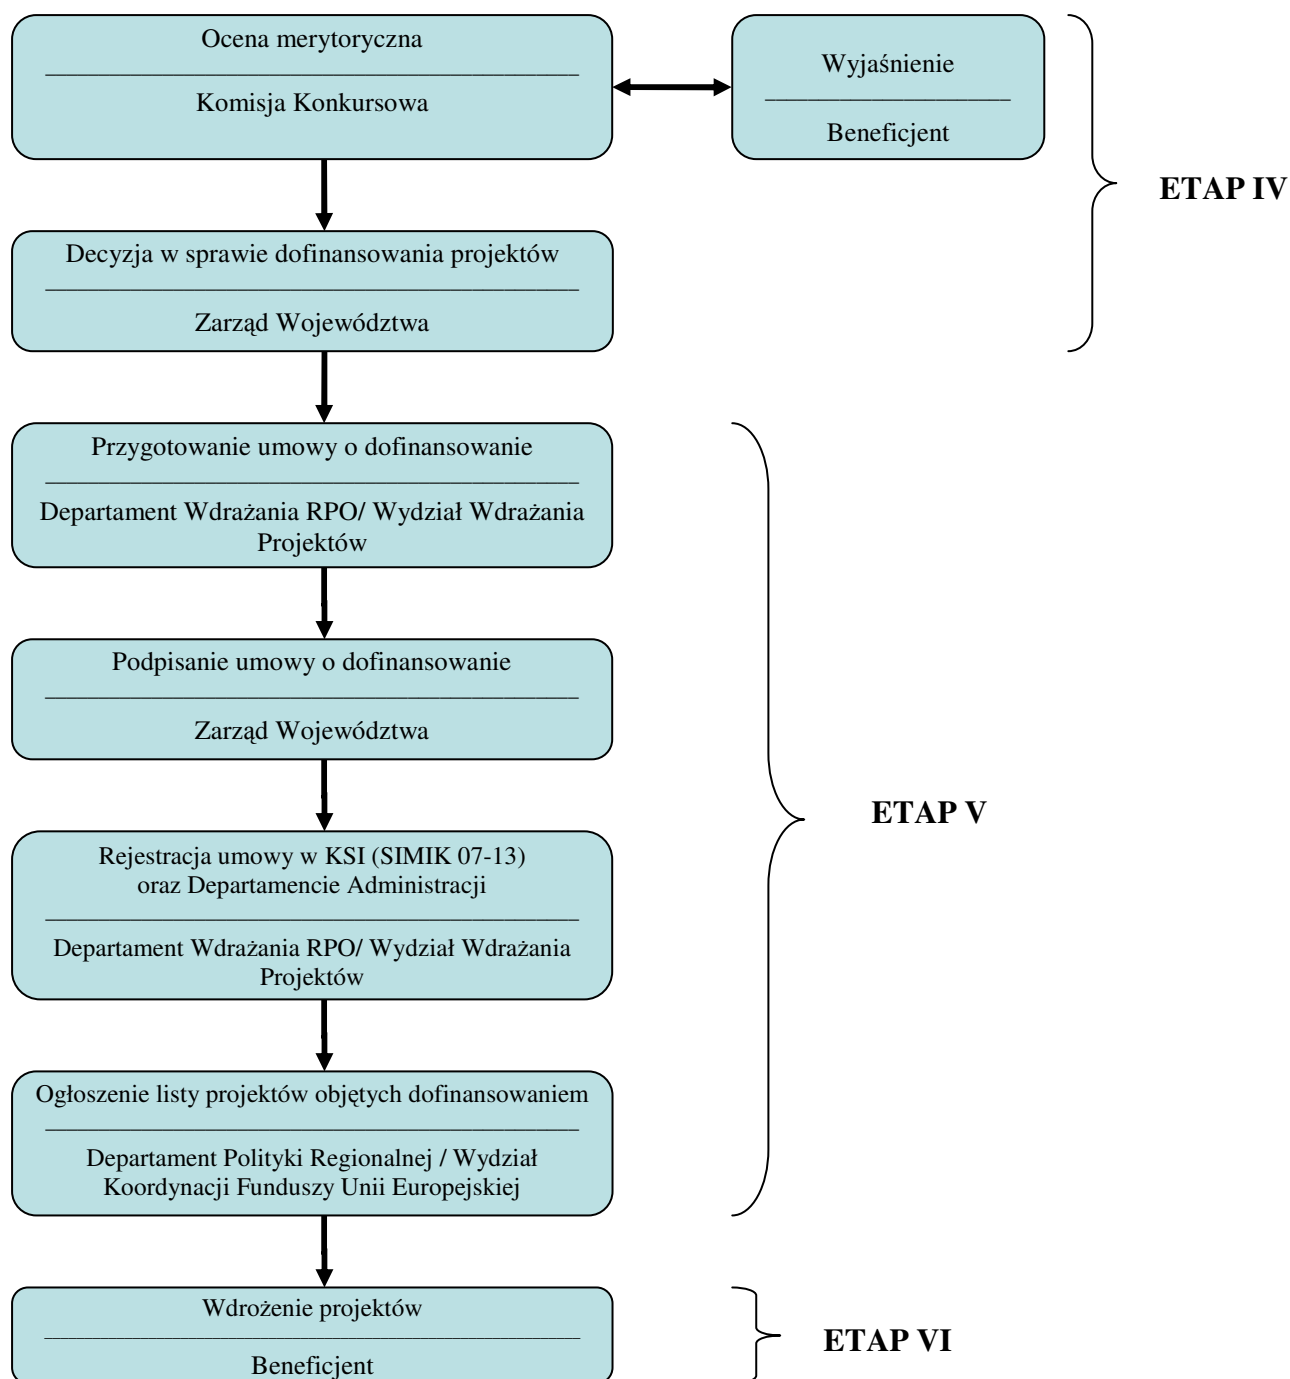 Ocena merytoryczna
Komisja Konkursowa
Wyjaśnienie
Beneficjent
ETAP IV
Decyzja w sprawie dofinansowania projektów
Zarząd Województwa
Przygotowanie umowy o dofinansowanie
Departament Wdrażania RPO/ Wydział Wdrażania
Projektów
Podpisanie umowy o dofinansowanie
Zarząd Województwa
ETAP V
Rejestracja umowy w KSI (SIMIK 07-13)
oraz Departamencie Administracji
Departament Wdrażania RPO/ Wydział Wdrażania
Projektów
Ogłoszenie listy projektów objętych dofinansowaniem
Departament Polityki Regionalnej / Wydział
Koordynacji Funduszy Unii Europejskiej
Wdrożenie projektów
Beneficjent
ETAP VI